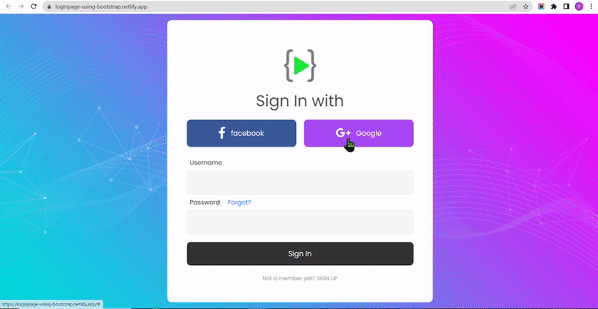 loginpage-using-bootstrap.netlify.app
Y
{ }
Sign In with
facebook
G+ Google
Username
Password Forgot?
Sign In
Not a member yet? SIGN UP
https://loginpage-using-bootstrap.netlify.app/#